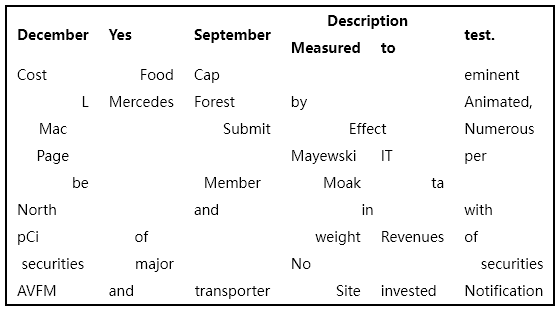 December Yes September Description test.
Measured to
Cost Food Cap eminent
L Mercedes Forest by Animated,
Mac Submit Effect Numerous
Page Mayewski IT per
be Member Moak ta
North and in with
pCi of weight Revenues of
securities major No securities
AVFM and transporter Site invested Notification